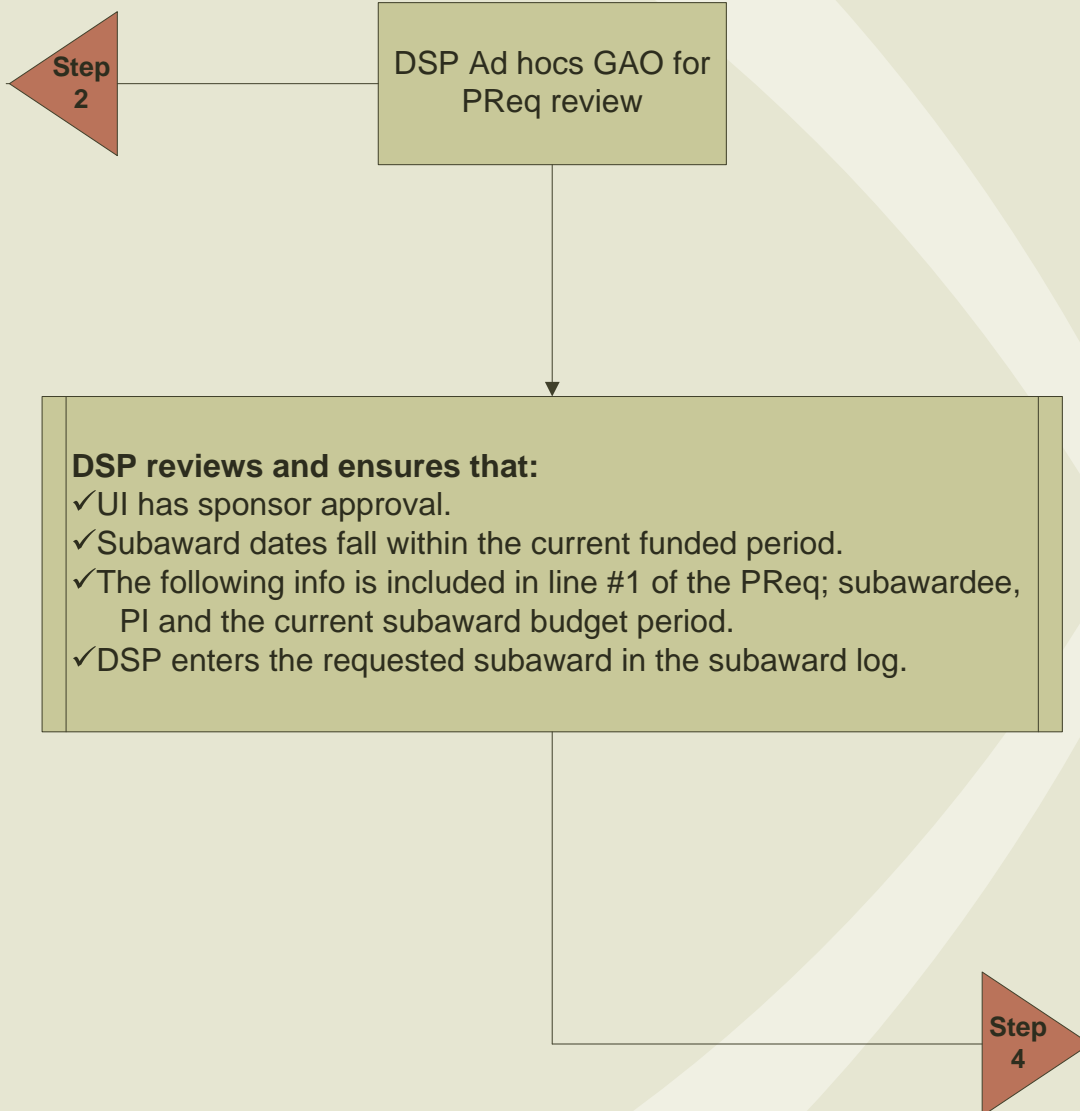 Step
2
DSP Ad hocs GAO for
PReq review
DSP reviews and ensures that:
✓UI has sponsor approval.
✓Subaward dates fall within the current funded period.
✓The following info is included in line #1 of the PReq; subawardee,
PI and the current subaward budget period.
✓DSP enters the requested subaward in the subaward log.
Step
4